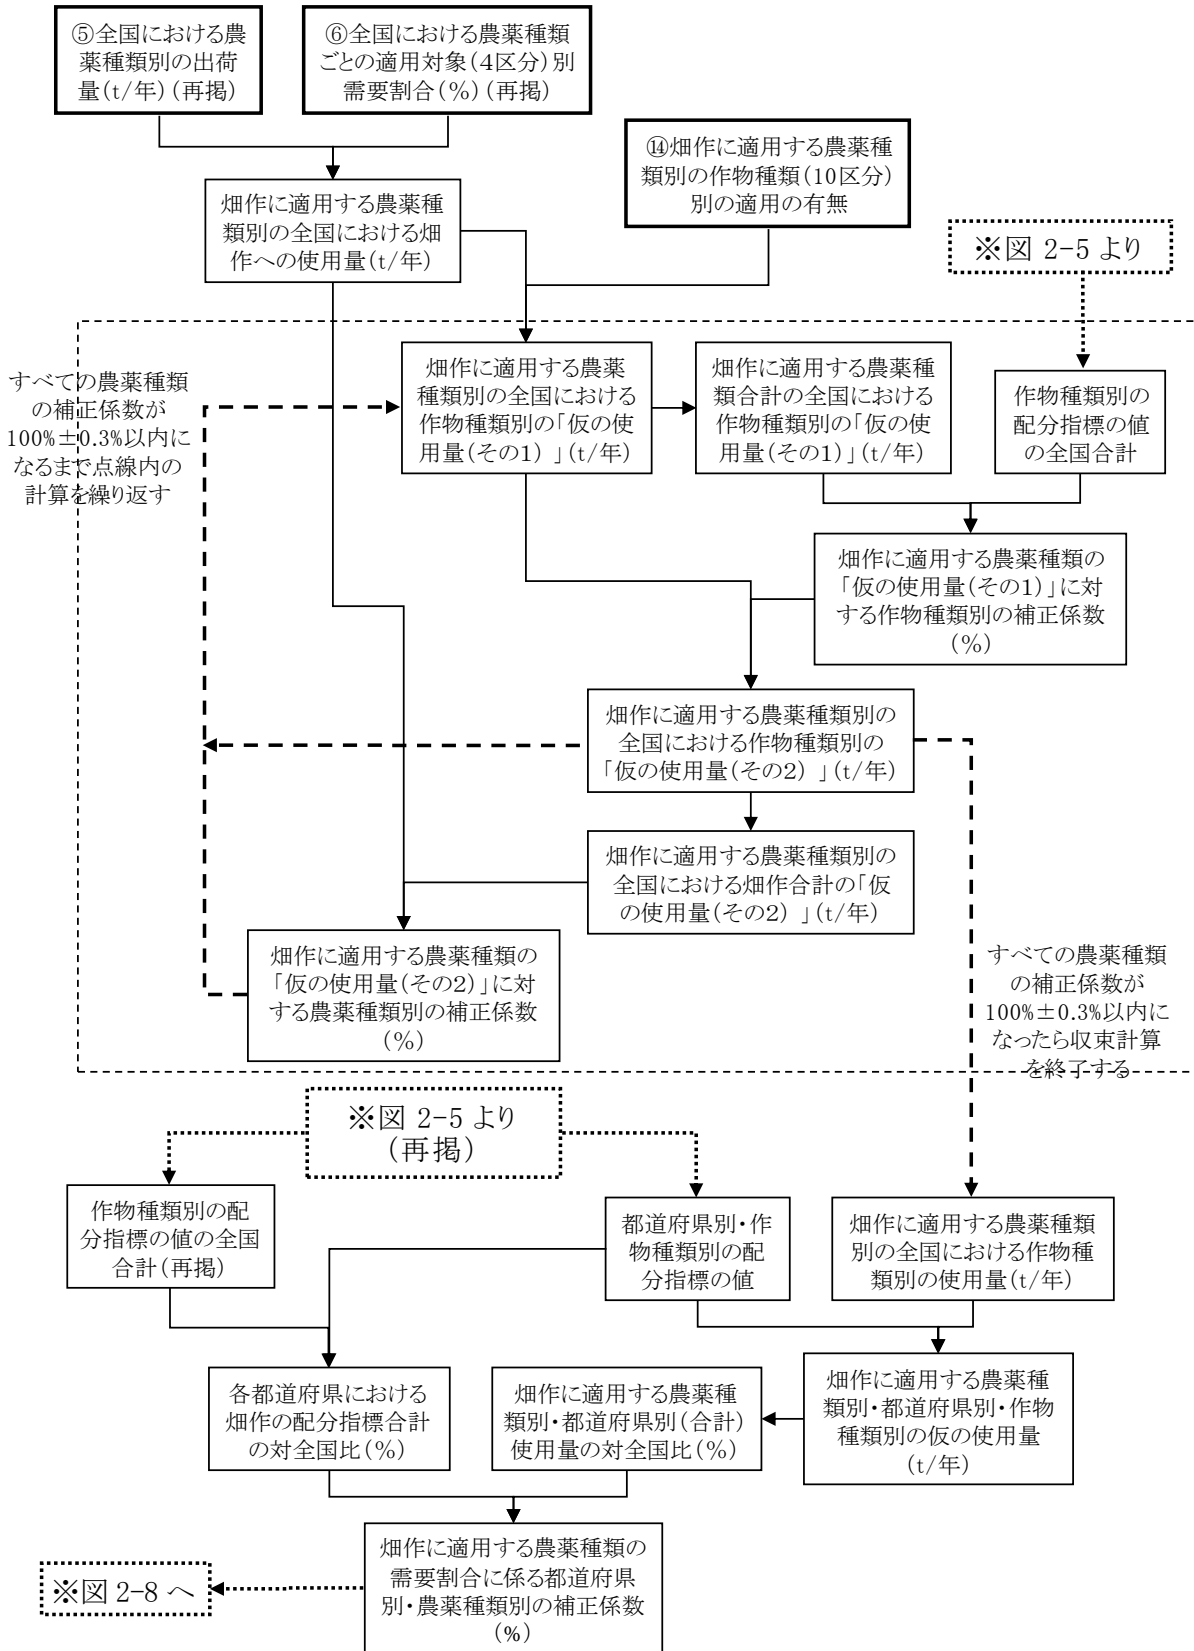 ⑤全国における農
薬種類別の出荷
量(t/年)(再掲)
⑥全国における農薬種類
ごとの適用対象(4区分)別
需要割合(%)(再掲)
⑭畑作に適用する農薬種
類別の作物種類(10区分)
別の適用の有無
畑作に適用する農薬種
類別の全国における畑
作への使用量(t/年)
※図 2-5 より
すべての農薬種類
の補正係数が
100%±0.3%以内に
なるまで点線内の
計算を繰り返す
畑作に適用する農薬
種類別の全国における
作物種類別の「仮の使
用量(その1) 」(t/年)
畑作に適用する農薬種
類合計の全国における
作物種類別の「仮の使
用量(その1)」(t/年)
作物種類別の
配分指標の値
の全国合計
畑作に適用する農薬種類の
「仮の使用量(その1)」に対
する作物種類別の補正係数
(%)
畑作に適用する農薬種類別の
全国における作物種類別の
「仮の使用量(その2) 」(t/年)
畑作に適用する農薬種類別の
全国における畑作合計の「仮
の使用量(その2) 」(t/年)
畑作に適用する農薬種類の
「仮の使用量(その2)」に対
する農薬種類別の補正係数
(%)
すべての農薬種類
の補正係数が
100%±0.3%以内に
なったら収束計算
を終了する
※図 2-5 より
(再掲)
作物種類別の配
分指標の値の全国
合計(再掲)
都道府県別・作
物種類別の配
分指標の値
畑作に適用する農薬種類
別の全国における作物種
類別の使用量(t/年)
各都道府県における
畑作の配分指標合計
の対全国比(%)
畑作に適用する農薬種
類別・都道府県別(合計)
使用量の対全国比(%)
畑作に適用する農薬種
類別・都道府県別・作物
種類別の仮の使用量
(t/年)
畑作に適用する農薬種類の
需要割合に係る都道府県
別・農薬種類別の補正係数
(%)
※図 2-8 へ